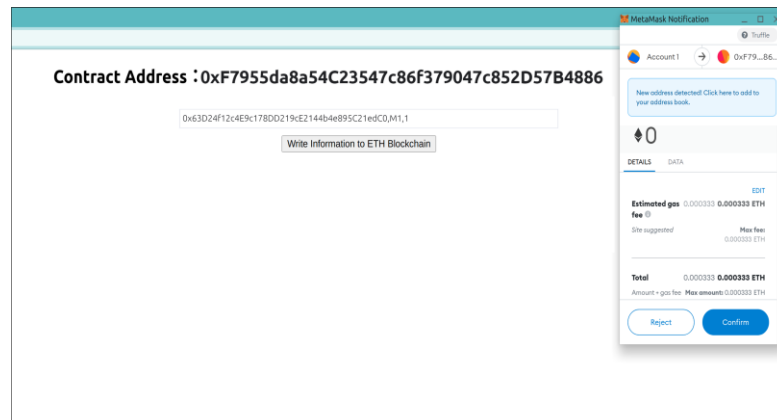 Contract Address :0xF7955da8a54C23547c86f379047c852D57B4886
0x63D24f12c4E9c178DD219cE2144b4e895C21edC0,M1,1
Write Information to ETH Blockchain
MetaMask Notification
Truffle
Account 1
0xF79...86...
New address detected! Click here to add to
your address book.
0
DETAILS DATA
EDIT
Estimated gas 0.000333 0.000333 ETH
fee
Site suggested Max fee:
0.000333 ETH
Total 0.000333 0.000333 ETH
Amount + gas fee Max amount: 0.000333 ETH
Reject Confirm